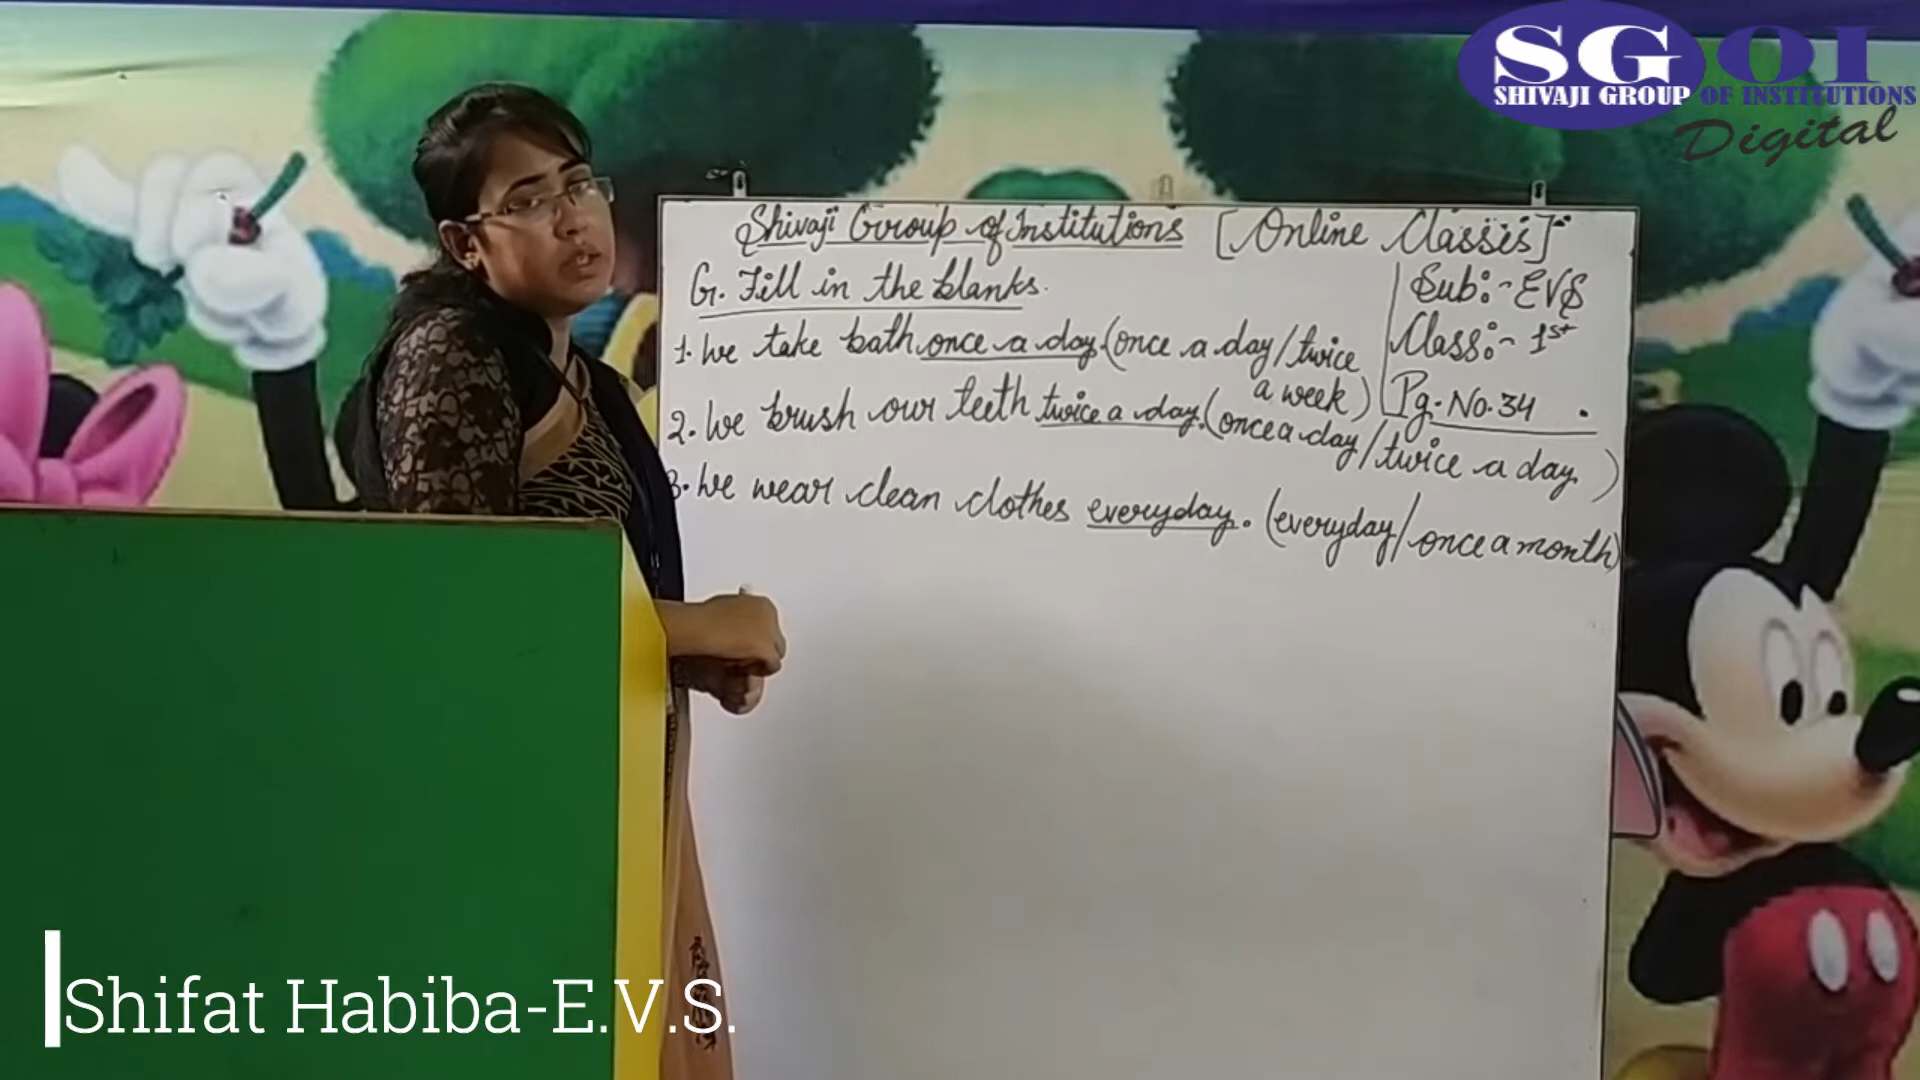 SGOI
SHIVAJI GROUP OF INSTITUTIONS
Digital
Shivaji Group of Institutions [Online Classes]
G. Fill in the blanks.
Sub:- EVS
Class:- 1st
Pg. No. 34
1. We take bath once a day. (once a day/twice
a week)
2. We brush our teeth twice a day. (once a day/twice a day)
3. We wear clean clothes everyday. (everyday/once a month)
Shifat Habiba-E.V.S.